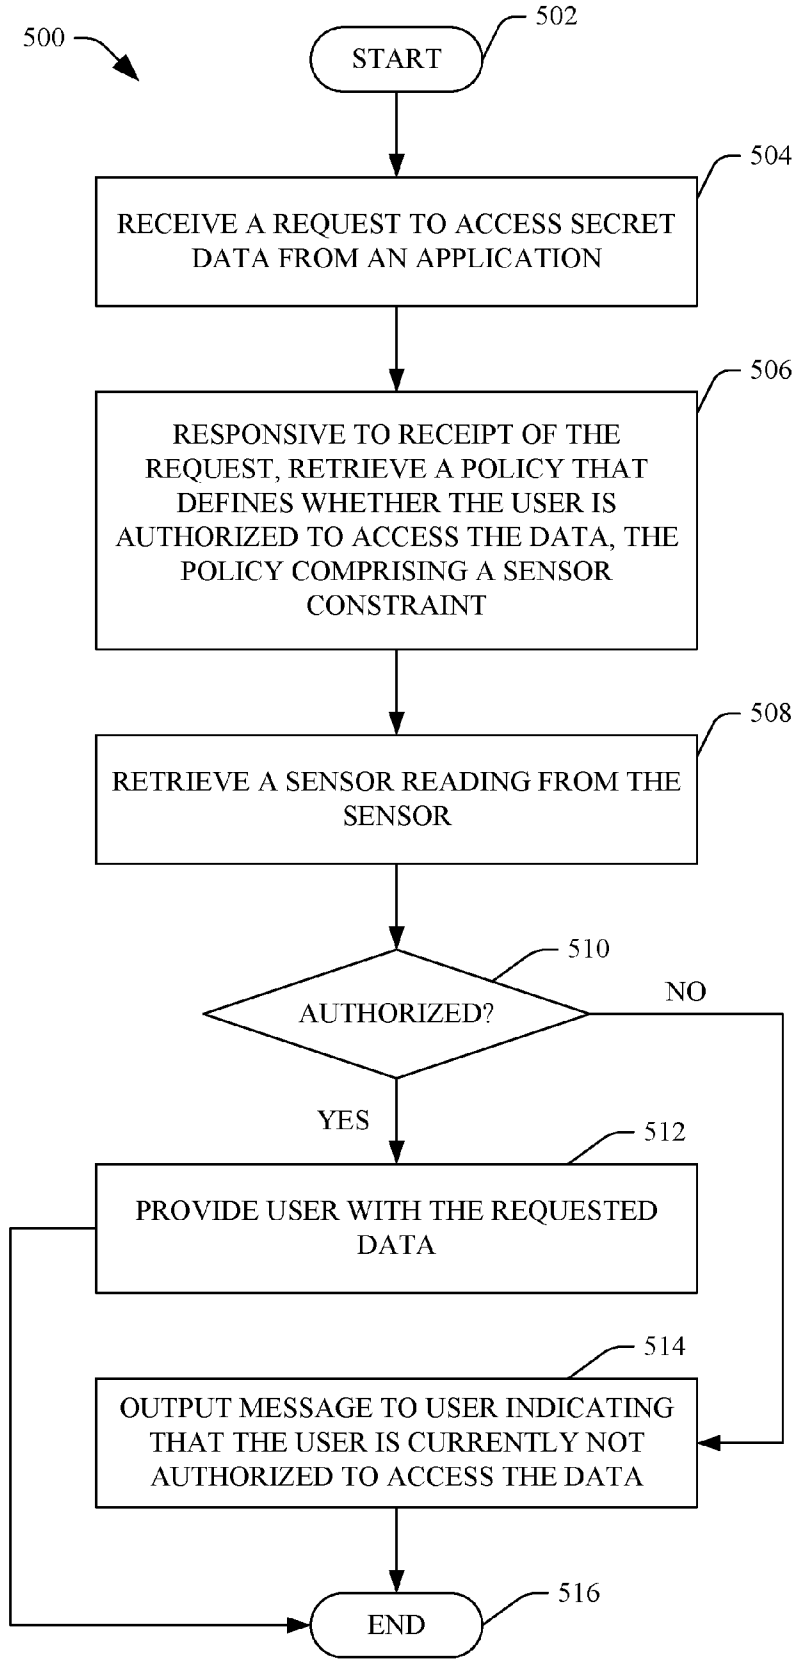 500
START
502
504
RECEIVE A REQUEST TO ACCESS SECRET
DATA FROM AN APPLICATION
506
RESPONSIVE TO RECEIPT OF THE
REQUEST, RETRIEVE A POLICY THAT
DEFINES WHETHER THE USER IS
AUTHORIZED TO ACCESS THE DATA, THE
POLICY COMPRISING A SENSOR
CONSTRAINT
508
RETRIEVE A SENSOR READING FROM THE
SENSOR
510
AUTHORIZED?
NO
YES
512
PROVIDE USER WITH THE REQUESTED
DATA
514
OUTPUT MESSAGE TO USER INDICATING
THAT THE USER IS CURRENTLY NOT
AUTHORIZED TO ACCESS THE DATA
END
516